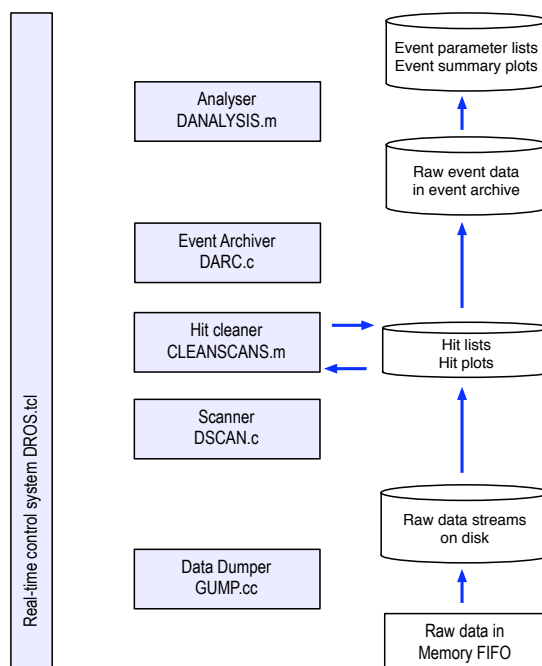 Event parameter lists
Event summary plots
Analyser
DANALYSIS.m
Raw event data
in event archive
Event Archiver
DARC.c
Hit cleaner
CLEANSCANS.m
Hit lists
Hit plots
Scanner
DSCAN.c
Raw data streams
on disk
Data Dumper
GUMP.cc
Raw data in
Memory FIFO
Real-time control system DROS.tcl